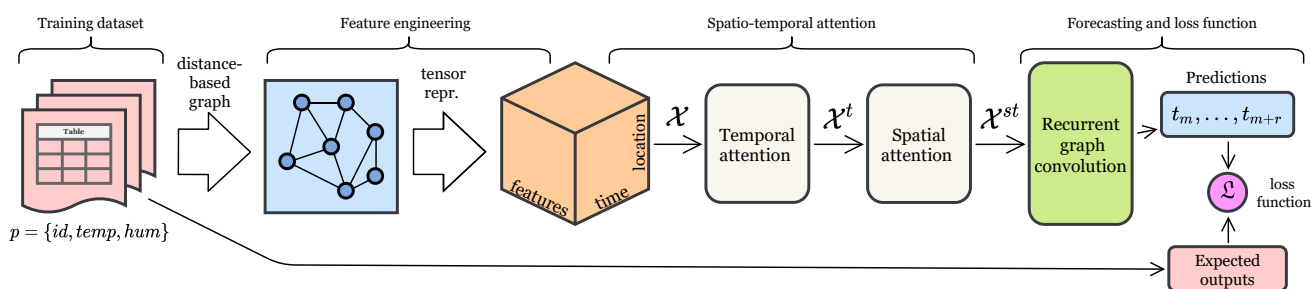 Training dataset
Feature engineering
Spatio-temporal attention
Forecasting and loss function
distance-
based
graph
tensor
repr.
Table
p = {id, temp, hum}
features
time
location
𝒳
Temporal
attention
𝒳^t
Spatial
attention
𝒳^{st}
Recurrent
graph
convolution
Predictions
t_m, ..., t_{m+r}
𝔏
loss
function
Expected
outputs